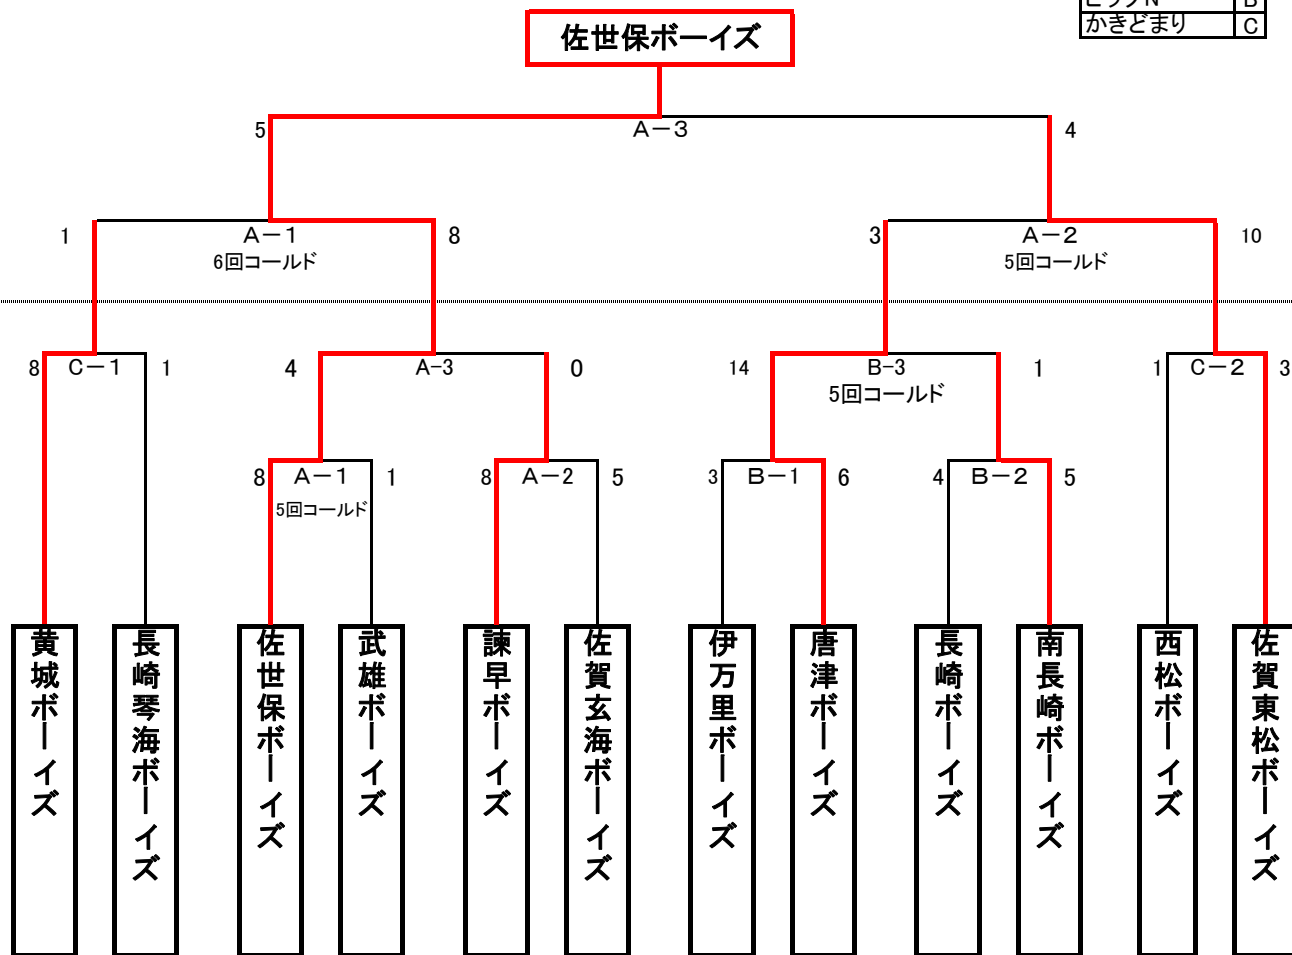 B
かきどまり C
佐世保ボーイズ
5 A－3 4
1 A－1 8
6回コールド
3 A－2 10
5回コールド
8 C－1 1
4 A-3 0
14 B-3 1
5回コールド
1 C－2 3
8 A－1 1
5回コールド
8 A－2 5
3 B－1 6
4 B－2 5
黄城ボーイズ
長崎琴海ボーイズ
佐世保ボーイズ
武雄ボーイズ
諫早ボーイズ
佐賀玄海ボーイズ
伊万里ボーイズ
唐津ボーイズ
長崎ボーイズ
南長崎ボーイズ
西松ボーイズ
佐賀東松ボーイズ